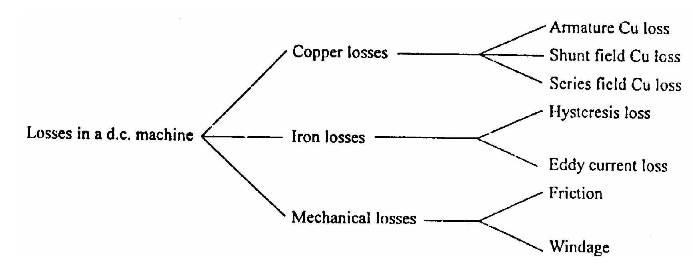 Losses in a d.c. machine
Copper losses
Armature Cu loss
Shunt field Cu loss
Series field Cu loss
Iron losses
Hysteresis loss
Eddy current loss
Mechanical losses
Friction
Windage